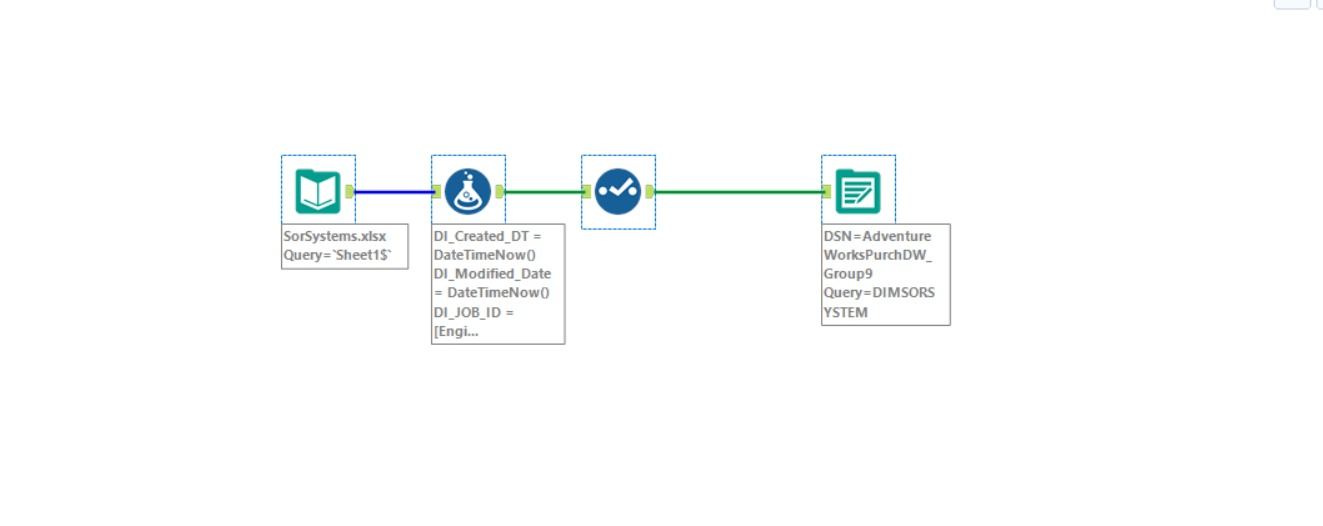 SorSystems.xlsx
Query=`Sheet1$`
DI_Created_DT =
DateTimeNow()
DI_Modified_Date
= DateTimeNow()
DI_JOB_ID =
[Engi...
DSN=Adventure
WorksPurchDW_
Group9
Query=DIMSORS
YSTEM